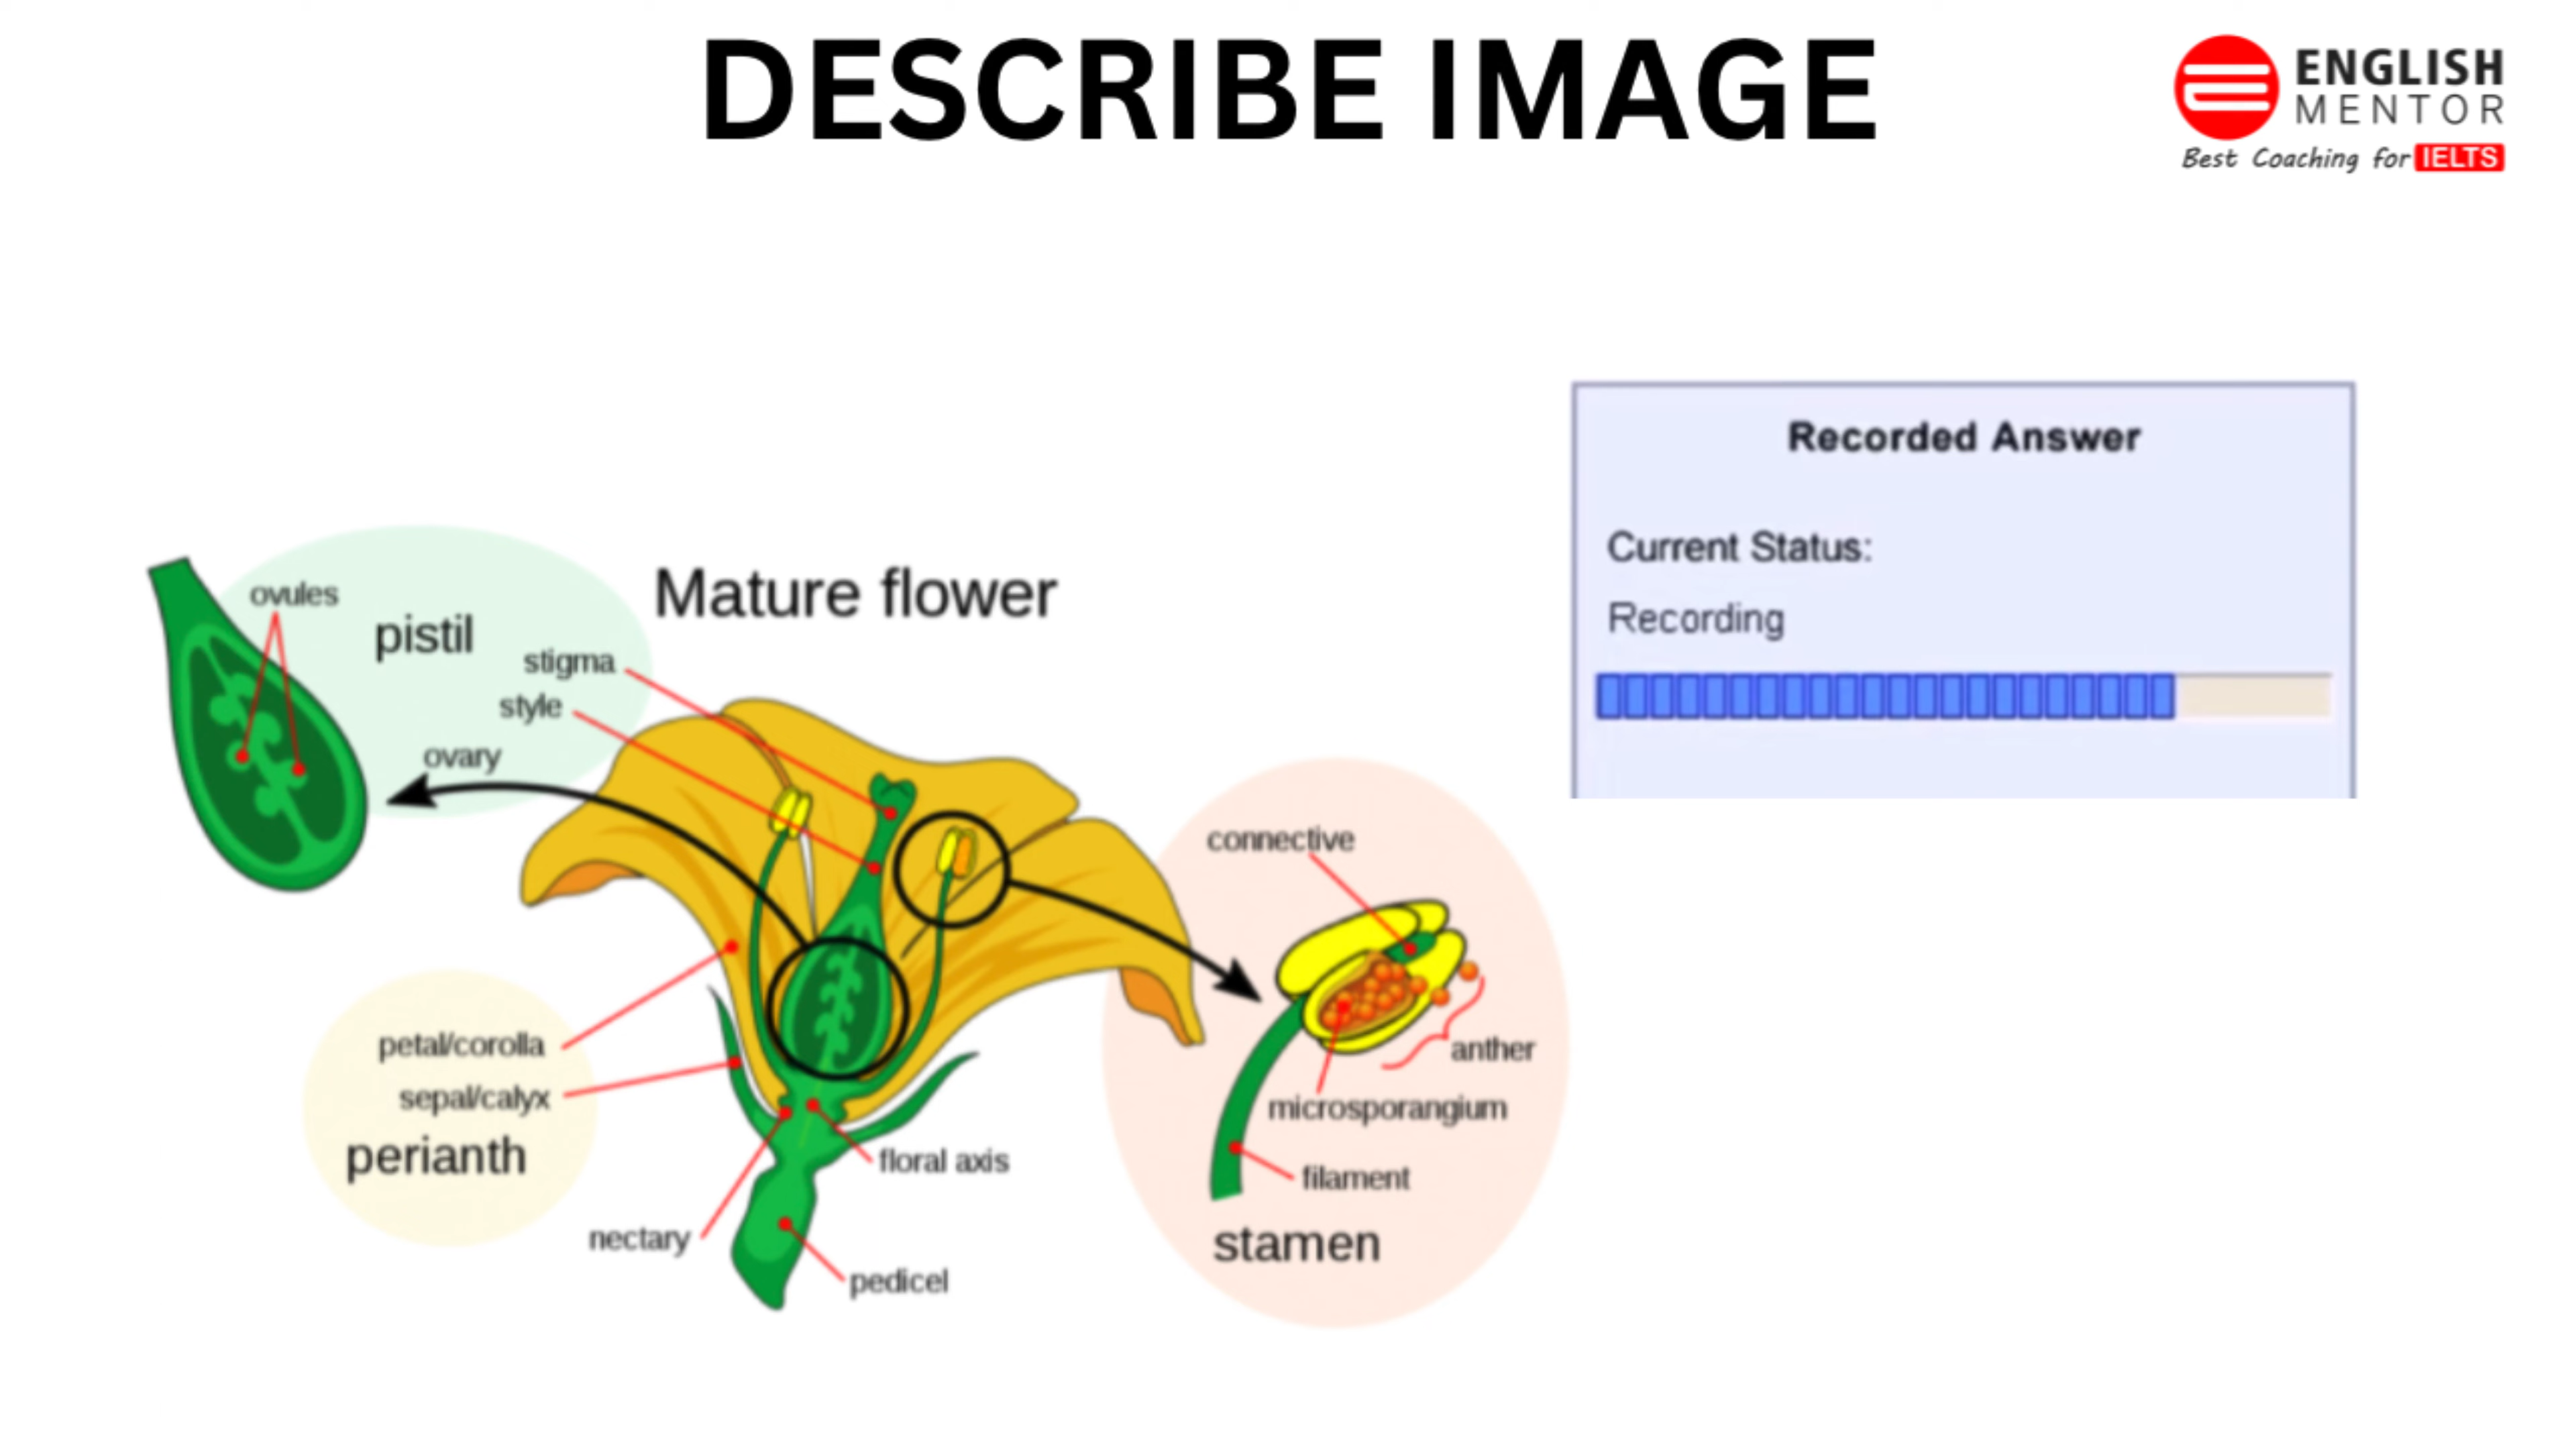 DESCRIBE IMAGE
ENGLISH
MENTOR
Best Coaching for IELTS
Recorded Answer
Current Status:
Recording
Mature flower
ovules
pistil
stigma
style
ovary
connective
anther
microsporangium
filament
stamen
petal/corolla
sepal/calyx
perianth
floral axis
nectary
pedicel